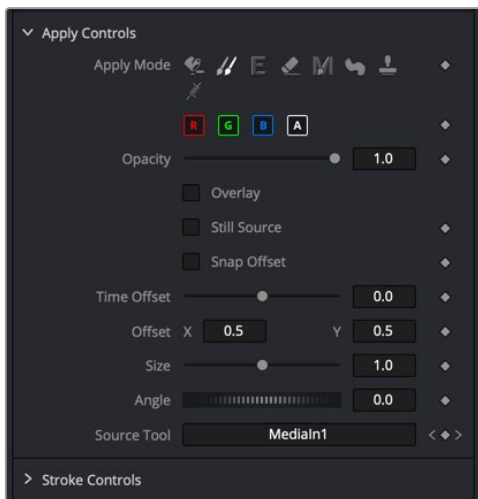 Apply Controls
Apply Mode E M
R G B A
Opacity 1.0
Overlay
Still Source
Snap Offset
Time Offset 0.0
Offset X 0.5 Y 0.5
Size 1.0
Angle 0.0
Source Tool MediaIn1
Stroke Controls